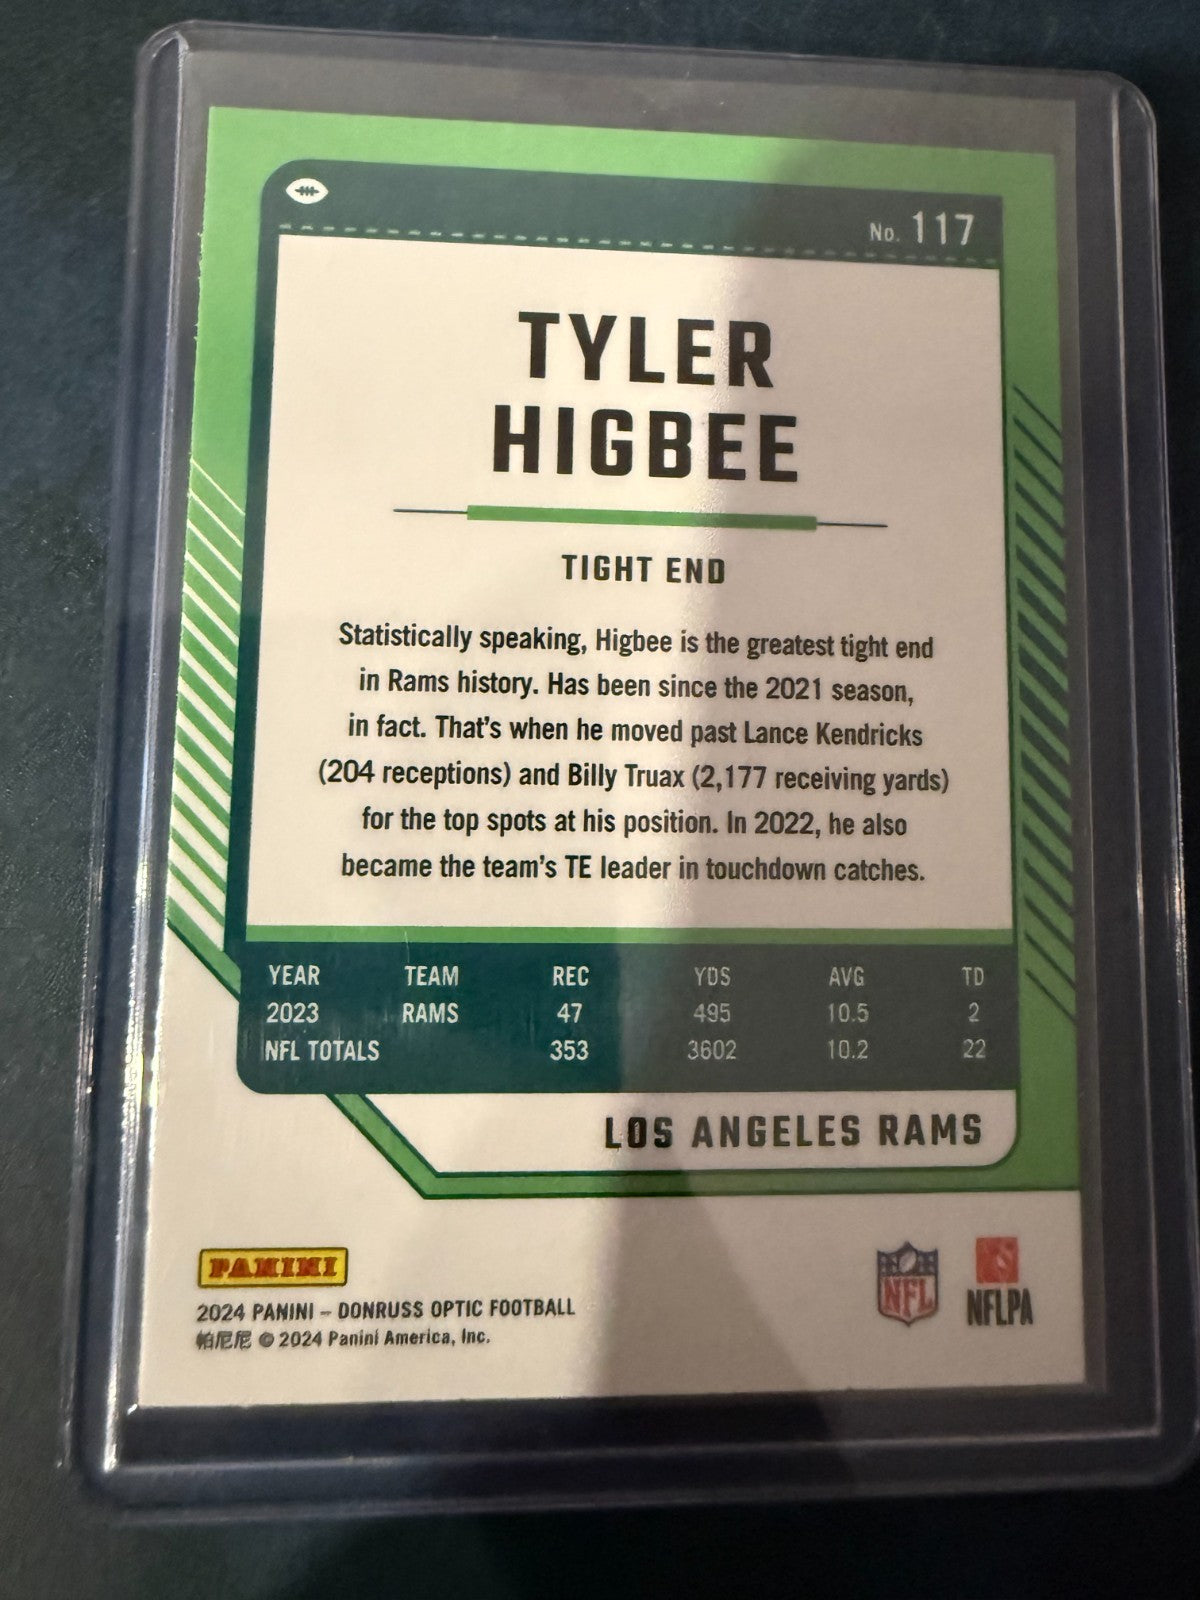 No. 117
TYLER
HIGBEE
TIGHT END
Statistically speaking, Higbee is the greatest tight end
in Rams history. Has been since the 2021 season,
in fact. That's when he moved past Lance Kendricks
(204 receptions) and Billy Truax (2,177 receiving yards)
for the top spots at his position. In 2022, he also
became the team's TE leader in touchdown catches.
YEAR TEAM REC YDS AVG TD
2023 RAMS 47 495 10.5 2
NFL TOTALS 353 3602 10.2 22
LOS ANGELES RAMS
PANINI
2024 PANINI – DONRUSS OPTIC FOOTBALL
帕尼尼 © 2024 Panini America, Inc.
NFL
NFLPA